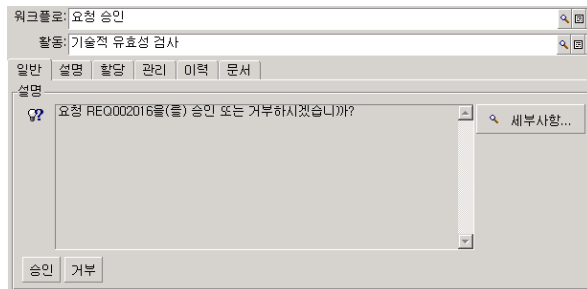 워크플로: 요청 승인
활동: 기술적 유효성 검사
일반 설명 할당 관리 이력 문서
설명
요청 REQ002016을(를) 승인 또는 거부하시겠습니까?
세부사항...
승인 거부